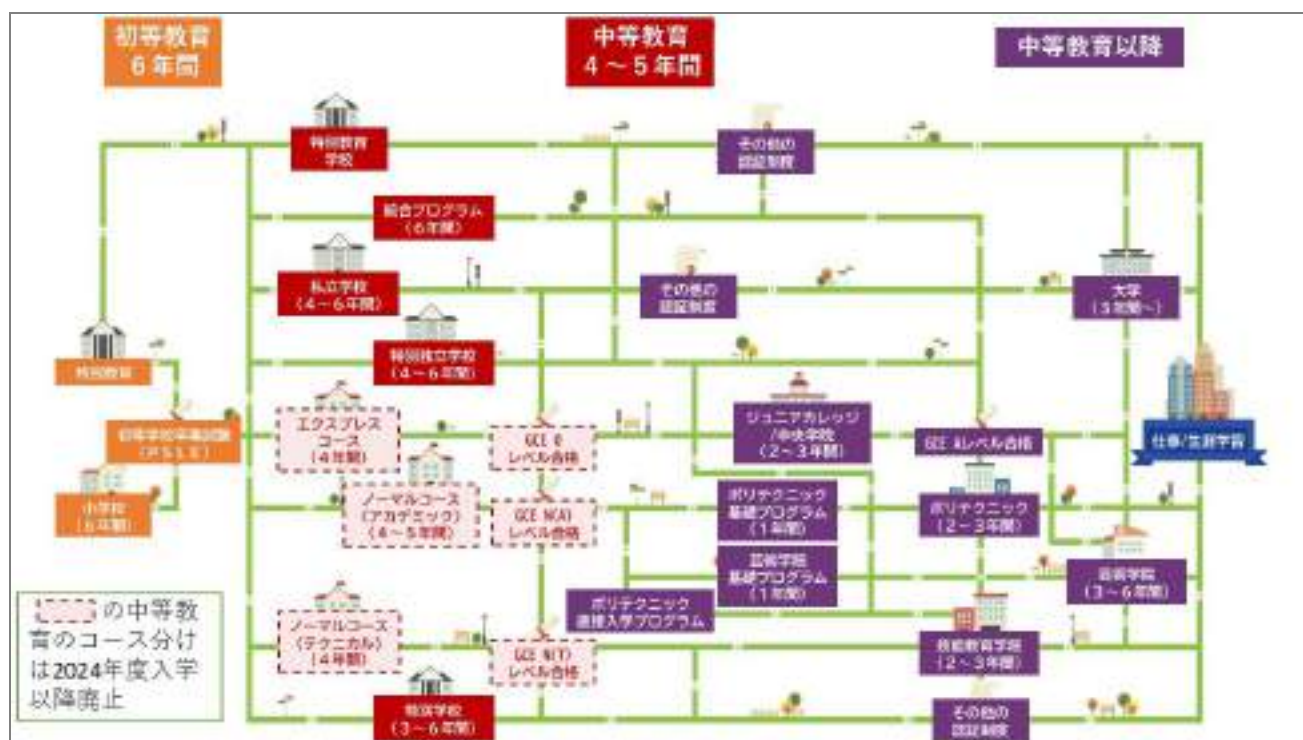 初等教育
6年間
中等教育
4～5年間
中等教育以降
特別教育
学校
その他の
認証制度
統合プログラム
(6年間)
私立学校
(4～6年間)
その他の
認証制度
大学
(3年間～)
特別独立学校
(4～6年間)
特別教育
初等学校卒業試験
(PSLE)
小学校
(6年間)
エクスプレス
コース
(4年間)
GCE O
レベル合格
ジュニアカレッジ
/中央学院
(2～3年間)
GCE Aレベル合格
仕事/生涯学習
ノーマルコース
(アカデミック)
(4～5年間)
GCE N(A)
レベル合格
ポリテクニック
基礎プログラム
(1年間)
ポリテクニック
(2～3年間)
芸術学院
基礎プログラム
(1年間)
芸術学院
(3～6年間)
ポリテクニック
直接入学プログラム
ノーマルコース
(テクニカル)
(4年間)
GCE N(T)
レベル合格
技能教育学院
(2～3年間)
特別学校
(3～6年間)
その他の
認証制度
の中等教
育のコース分け
は2024年度入学
以降廃止